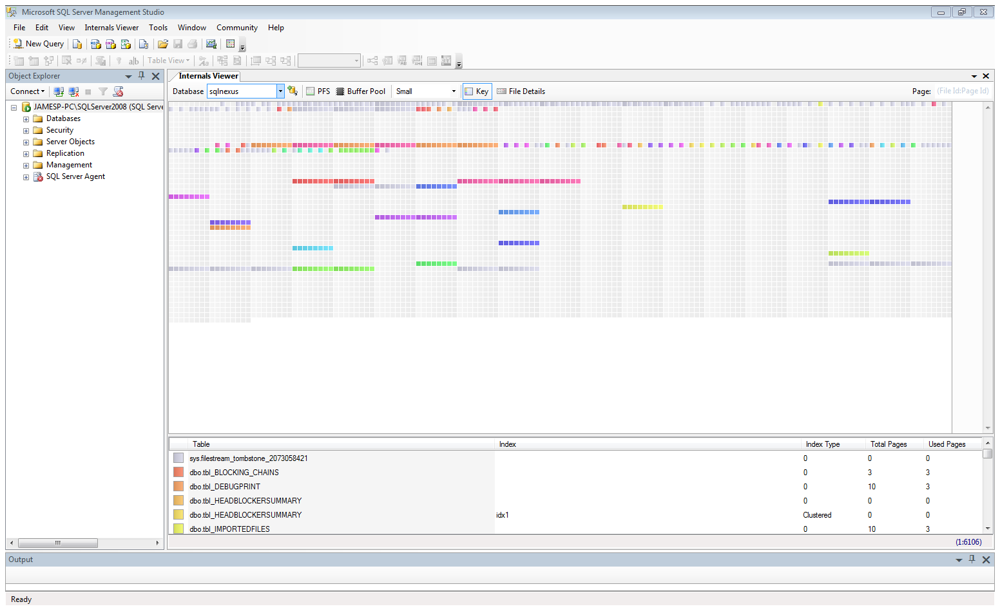 Microsoft SQL Server Management Studio
File Edit View Internals Viewer Tools Window Community Help
New Query
Table View
Object Explorer
Connect
JAMESP-PC\SQLServer2008 (SQL Serve
Databases
Security
Server Objects
Replication
Management
SQL Server Agent
Internals Viewer
Database sqlnexus PFS Buffer Pool Small Key File Details Page: (File Id:Page Id)
Table Index Index Type Total Pages Used Pages
sys.filestream_tombstone_2073058421 0 0 0
dbo.tbl_BLOCKING_CHAINS 0 3 3
dbo.tbl_DEBUGPRINT 0 10 3
dbo.tbl_HEADBLOCKERSUMMARY 0 0 0
dbo.tbl_HEADBLOCKERSUMMARY idx1 Clustered 0 0
dbo.tbl_IMPORTEDFILES 0 10 3
(1:6106)
Output
Ready